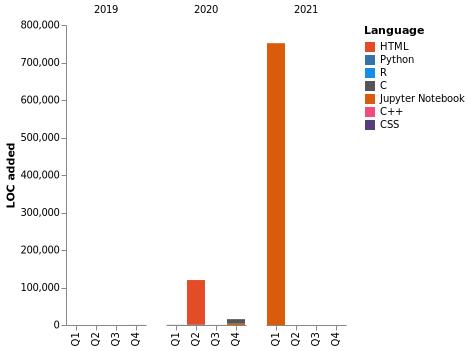 2019 2020 2021
Language
HTML
Python
R
C
Jupyter Notebook
C++
CSS
LOC added
800,000
700,000
600,000
500,000
400,000
300,000
200,000
100,000
0
Q1 Q2 Q3 Q4 Q1 Q2 Q3 Q4 Q1 Q2 Q3 Q4